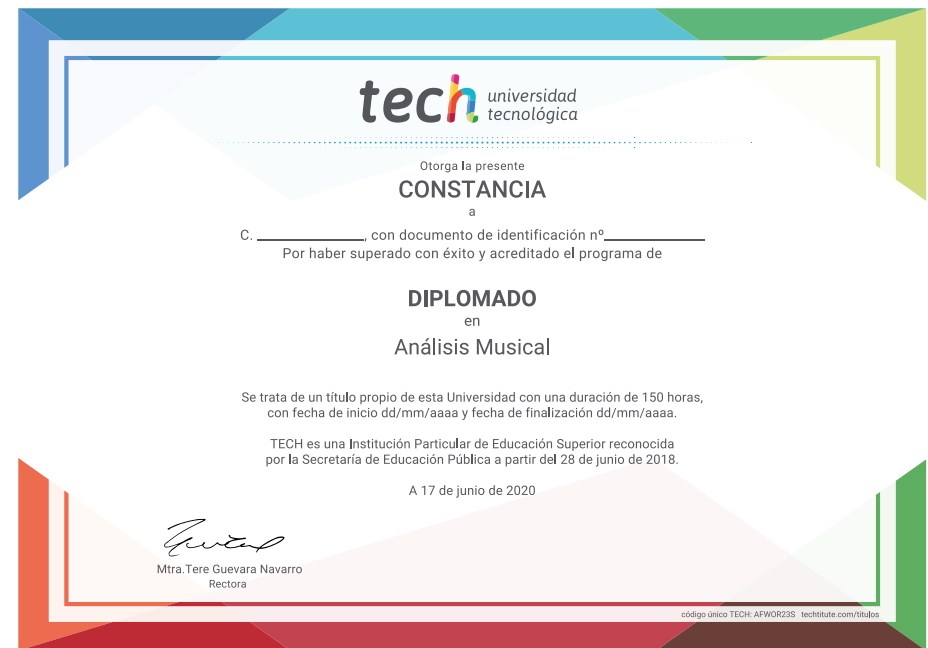 tech universidad
tecnológica
Otorga la presente
CONSTANCIA
a
C. ______________, con documento de identificación nº_____________
Por haber superado con éxito y acreditado el programa de
DIPLOMADO
en
Análisis Musical
Se trata de un título propio de esta Universidad con una duración de 150 horas,
con fecha de inicio dd/mm/aaaa y fecha de finalización dd/mm/aaaa.
TECH es una Institución Particular de Educación Superior reconocida
por la Secretaría de Educación Pública a partir del 28 de junio de 2018.
A 17 de junio de 2020
Mtra.Tere Guevara Navarro
Rectora
código único TECH: AFWOR23S techtitute.com/titulos